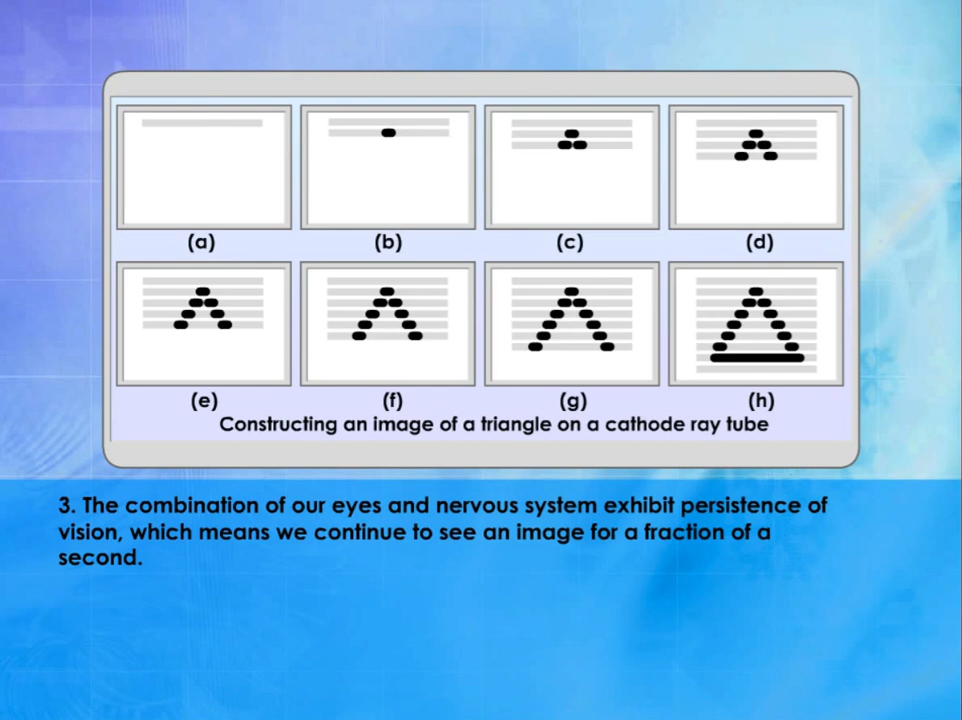 (a)
(b)
(c)
(d)
(e)
(f)
(g)
(h)
Constructing an image of a triangle on a cathode ray tube
3. The combination of our eyes and nervous system exhibit persistence of
vision, which means we continue to see an image for a fraction of a
second.